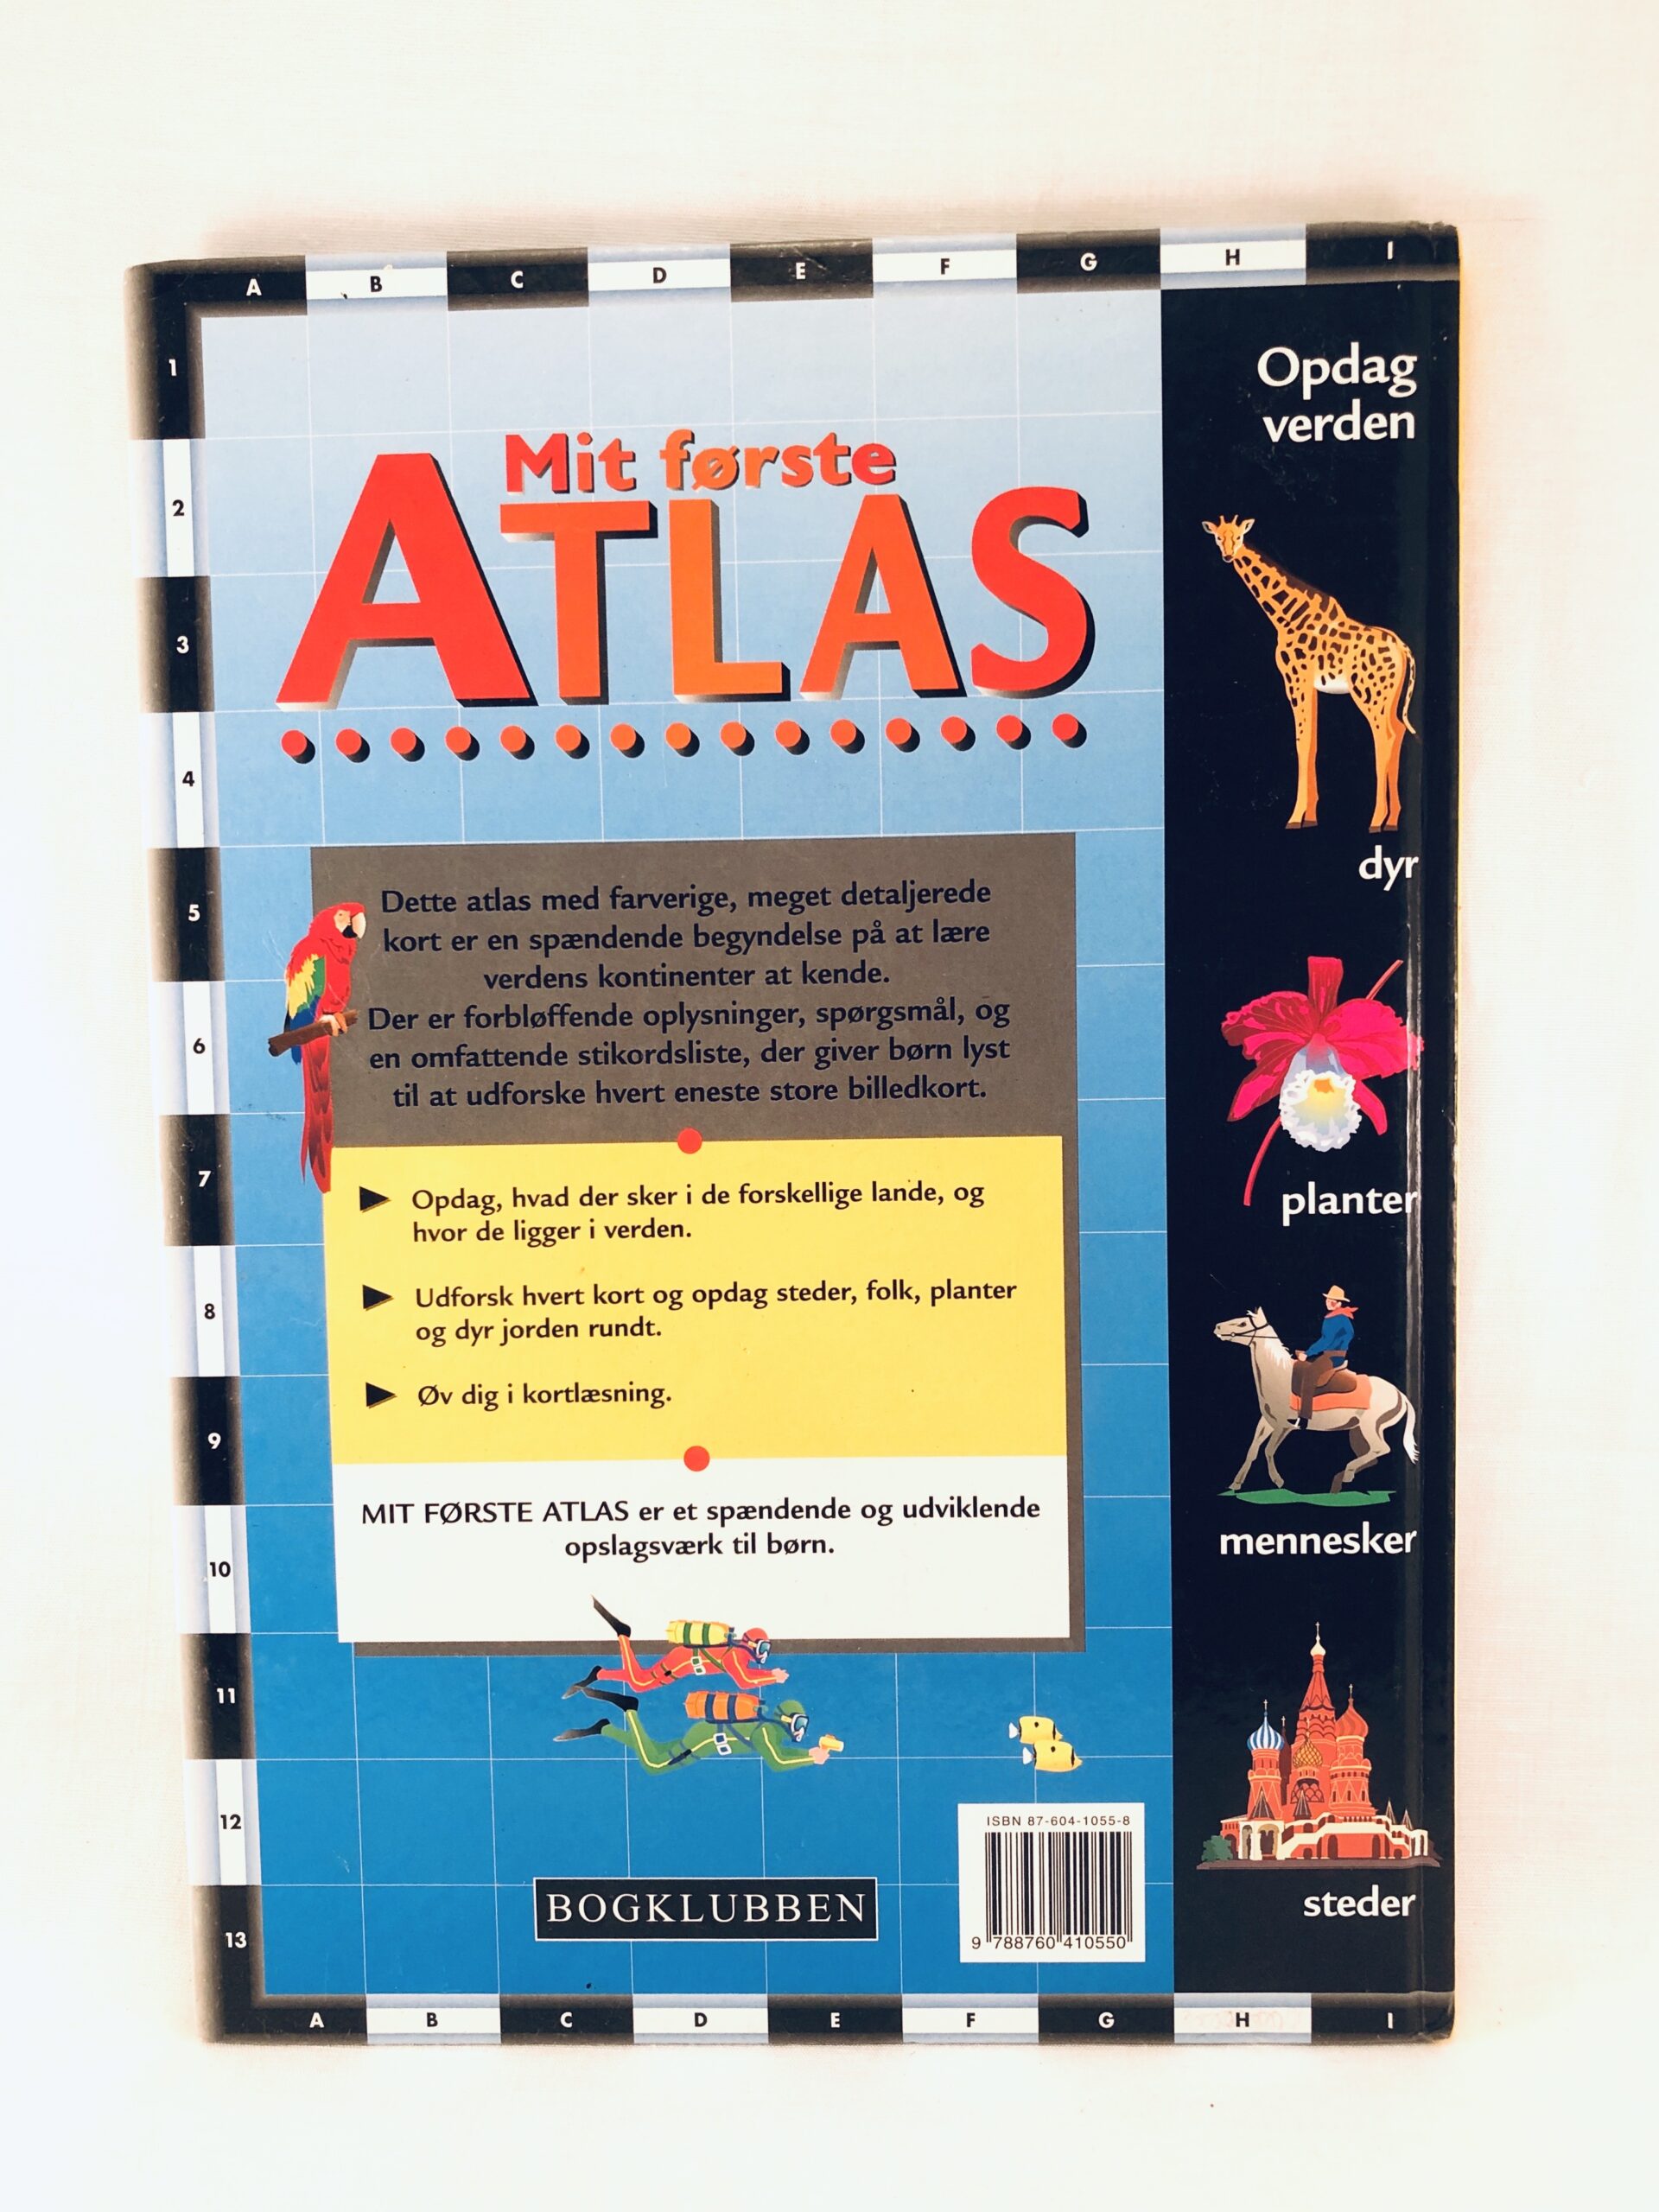 A B C D E F G H I
1
2
3
4
5
6
7
8
9
10
11
12
13
Mit første
ATLAS
Dette atlas med farverige, meget detaljerede
kort er en spændende begyndelse på at lære
verdens kontinenter at kende.
Der er forbløffende oplysninger, spørgsmål, og
en omfattende stikordsliste, der giver børn lyst
til at udforske hvert eneste store billedkort.
Opdag, hvad der sker i de forskellige lande, og
hvor de ligger i verden.
Udforsk hvert kort og opdag steder, folk, planter
og dyr jorden rundt.
Øv dig i kortlæsning.
MIT FØRSTE ATLAS er et spændende og udviklende
opslagsværk til børn.
BOGKLUBBEN
ISBN 87-604-1055-8
9 788760 410550
Opdag
verden
dyr
planter
mennesker
steder
A B C D E F G H I